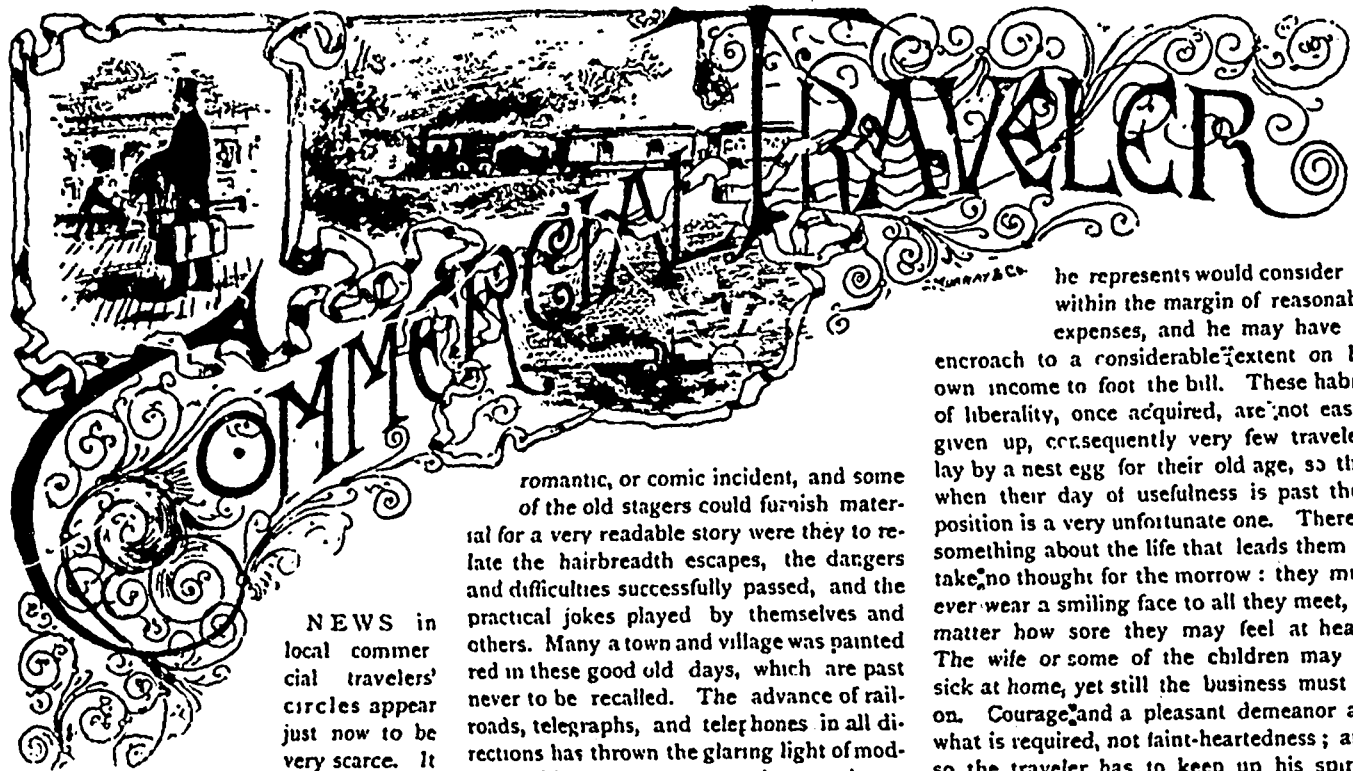 COMMERCIAL TRAVELER
MURRAY & Co.
NEWS in
local commer
cial travelers'
circles appear
just now to be
very scarce. It
romantic, or comic incident, and some
of the old stagers could furnish mater-
ial for a very readable story were they to re-
late the hairbreadth escapes, the dangers
and difficulties successfully passed, and the
practical jokes played by themselves and
others. Many a town and village was painted
red in these good old days, which are past
never to be recalled. The advance of rail-
roads, telegraphs, and telephones in all di-
rections has thrown the glaring light of mod-
he represents would consider
within the margin of reasonab
expenses, and he may have
encroach to a considerable extent on h
own income to foot the bill. These habi
of liberality, once acquired, are not eas
given up, consequently very few travele
lay by a nest egg for their old age, so th
when their day of usefulness is past the
position is a very unfortunate one. There
something about the life that leads them
take no thought for the morrow : they mu
ever wear a smiling face to all they meet,
matter how sore they may feel at hea
The wife or some of the children may
sick at home, yet still the business must
on. Courage and a pleasant demeanor a
what is required, not faint-heartedness ; an
so the traveler has to keep up his spir